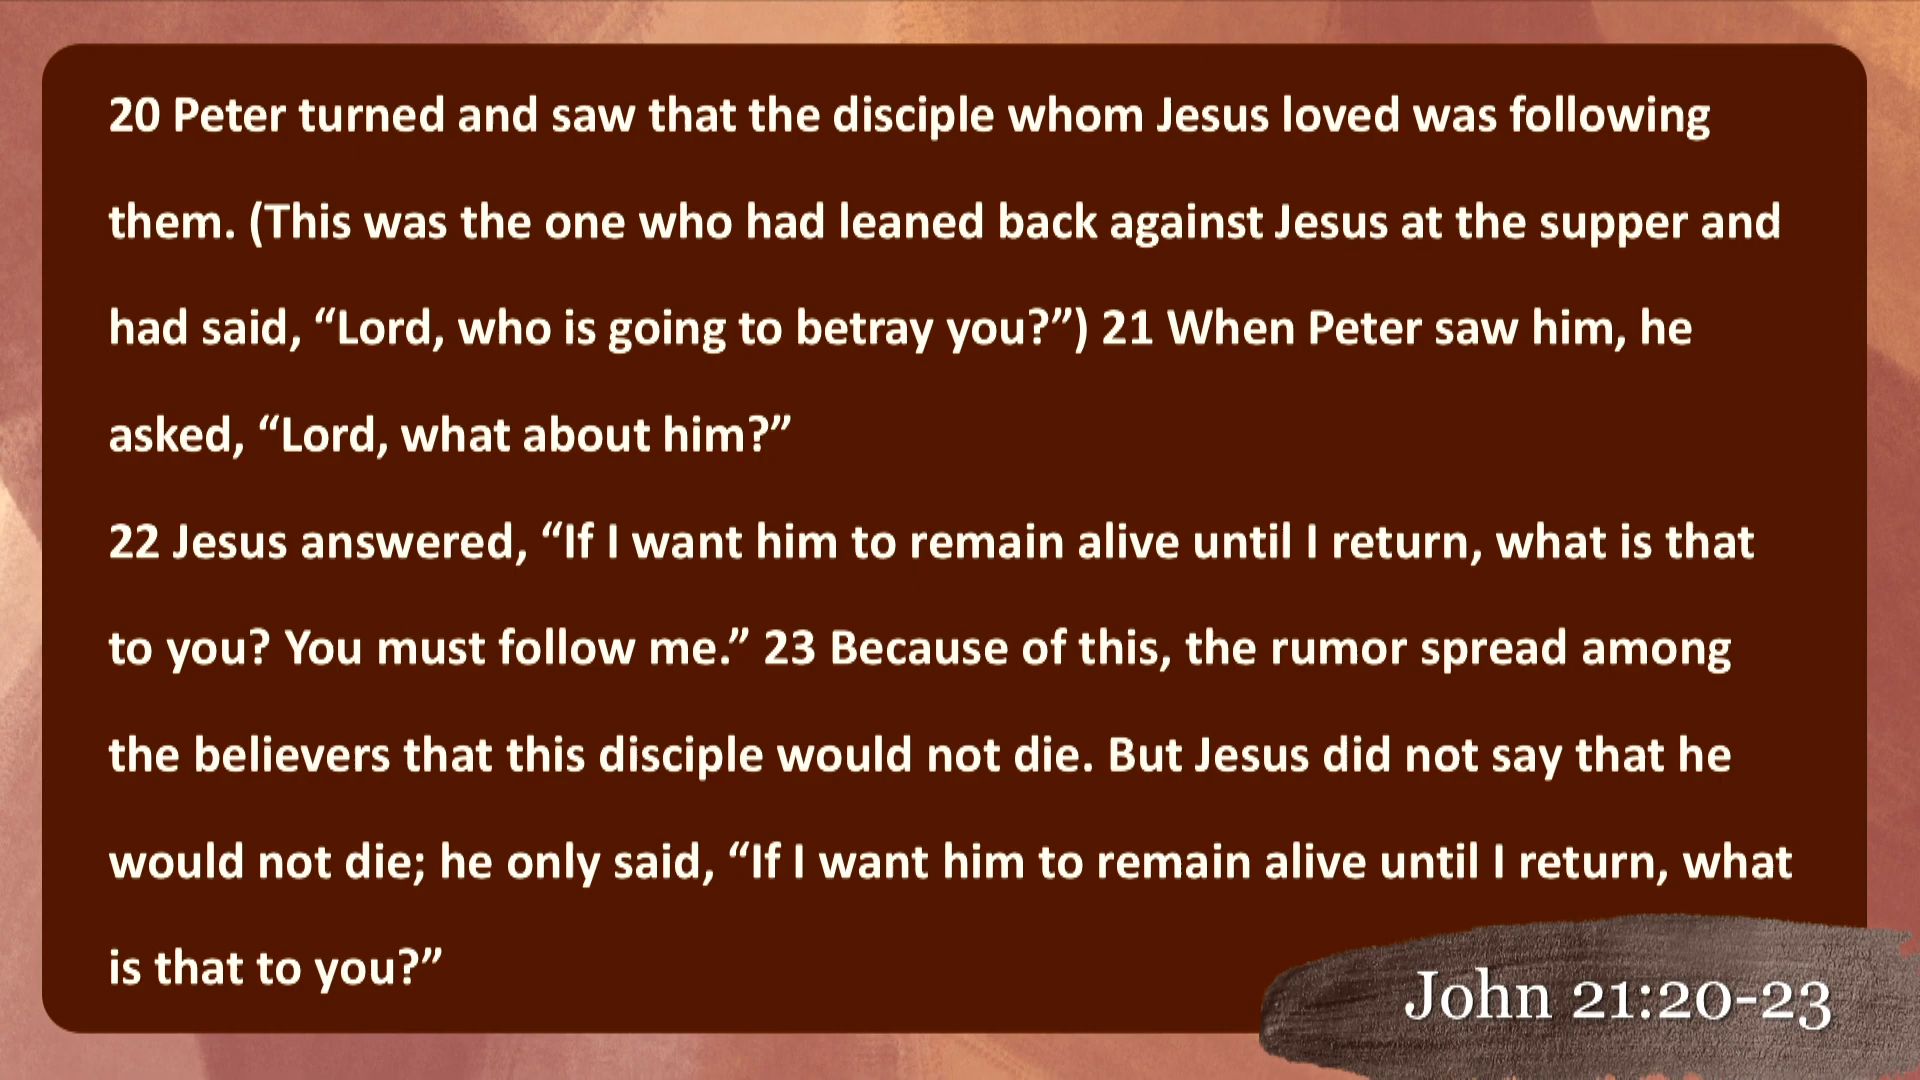 20 Peter turned and saw that the disciple whom Jesus loved was following
them. (This was the one who had leaned back against Jesus at the supper and
had said, “Lord, who is going to betray you?”) 21 When Peter saw him, he
asked, “Lord, what about him?”
22 Jesus answered, “If I want him to remain alive until I return, what is that
to you? You must follow me.” 23 Because of this, the rumor spread among
the believers that this disciple would not die. But Jesus did not say that he
would not die; he only said, “If I want him to remain alive until I return, what
is that to you?”
John 21:20-23